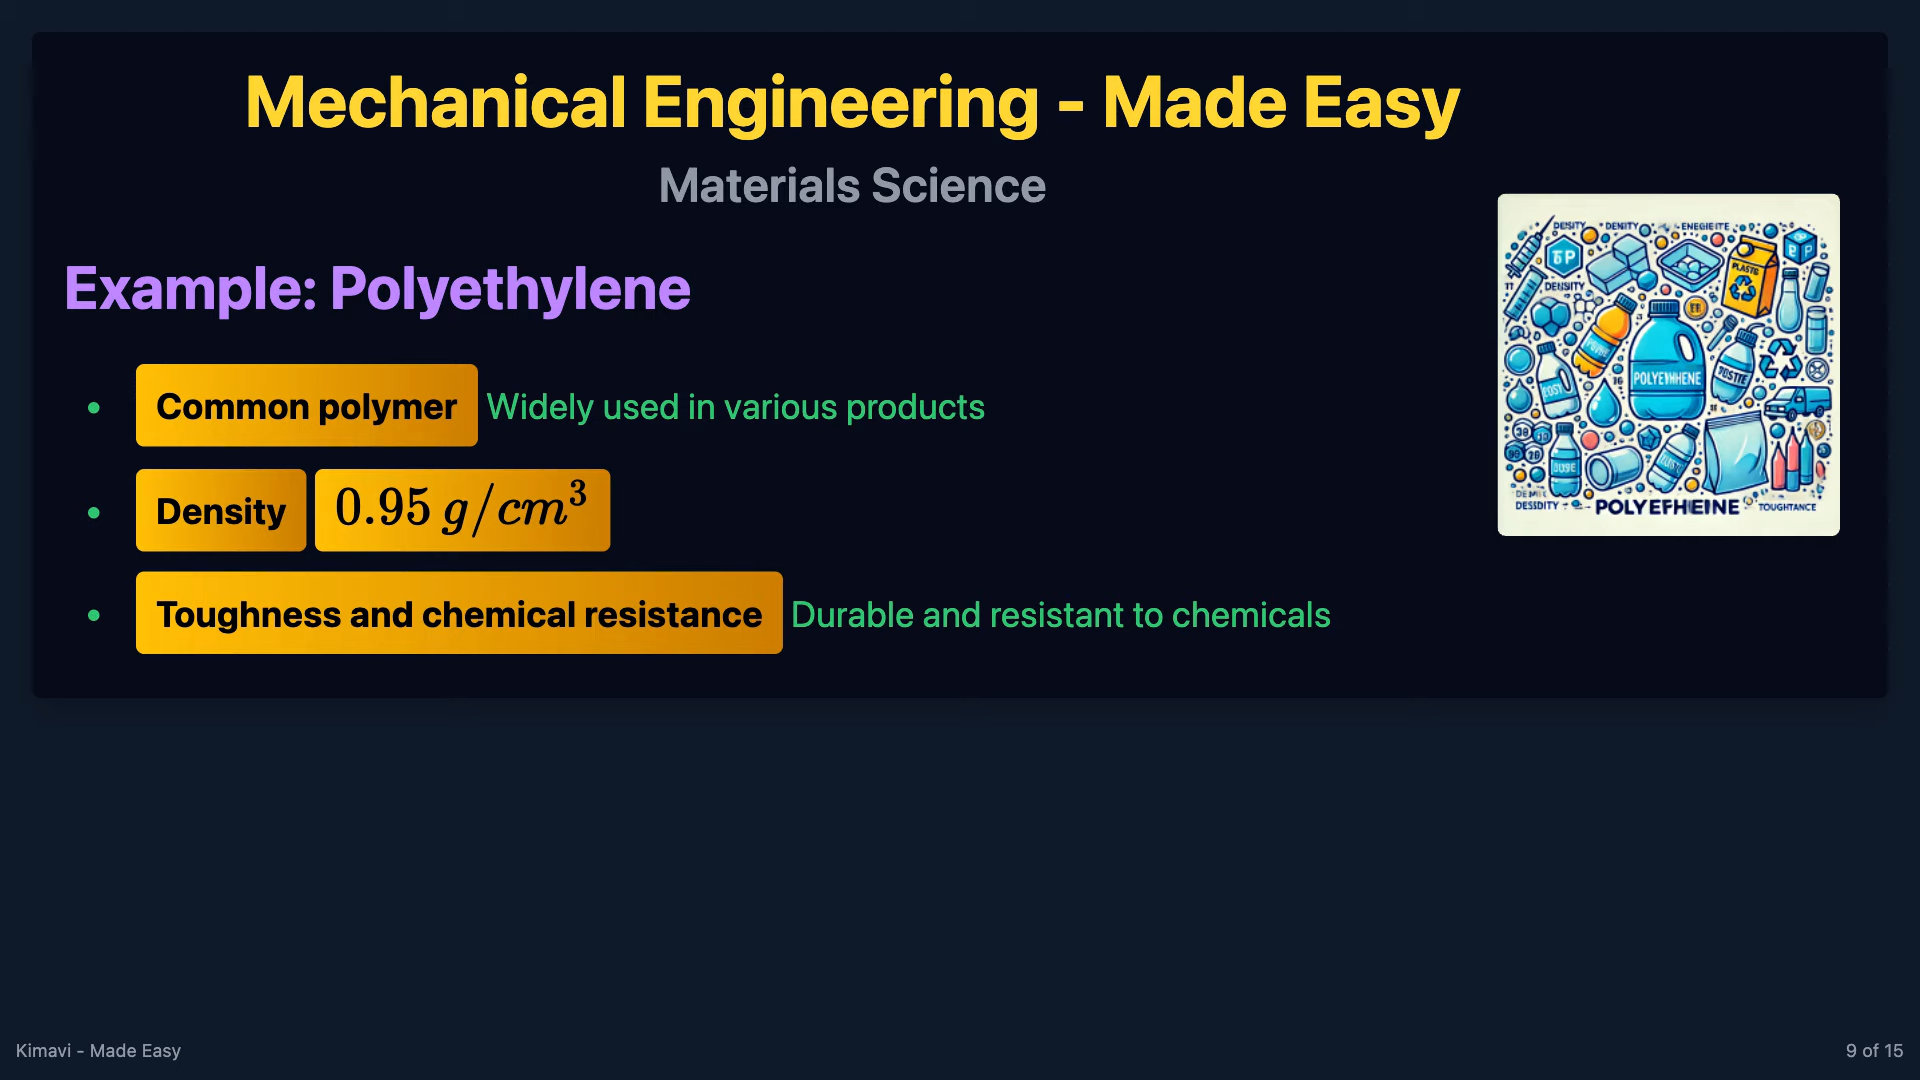 Mechanical Engineering - Made Easy
Materials Science
Example: Polyethylene
• Common polymer Widely used in various products
• Density 0.95 g/cm³
• Toughness and chemical resistance Durable and resistant to chemicals
DENSITY
PLASTE
POLYEFHEINE
TOUGHTANCE
Kimavi - Made Easy
9 of 15